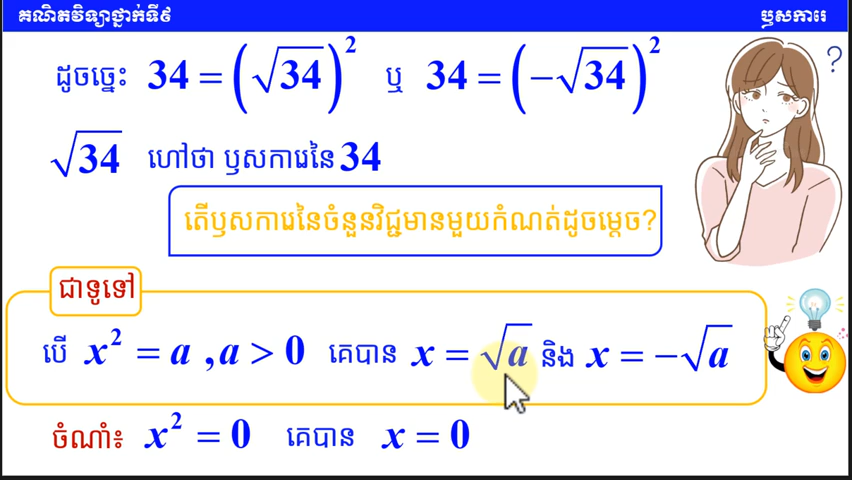 គណិតវិទ្យាថ្នាក់ទី៩ ឫសការេ
ដូចច្នេះ 34 = (√34)² ឬ 34 = (−√34)²
√34 ហៅថា ឫសការេនៃ 34
តើឫសការេនៃចំនួនវិជ្ជមានមួយកំណត់ដូចម្តេច?
ជាទូទៅ
បើ x² = a , a > 0 គេបាន x = √a និង x = −√a
ចំណាំ៖ x² = 0 គេបាន x = 0
?